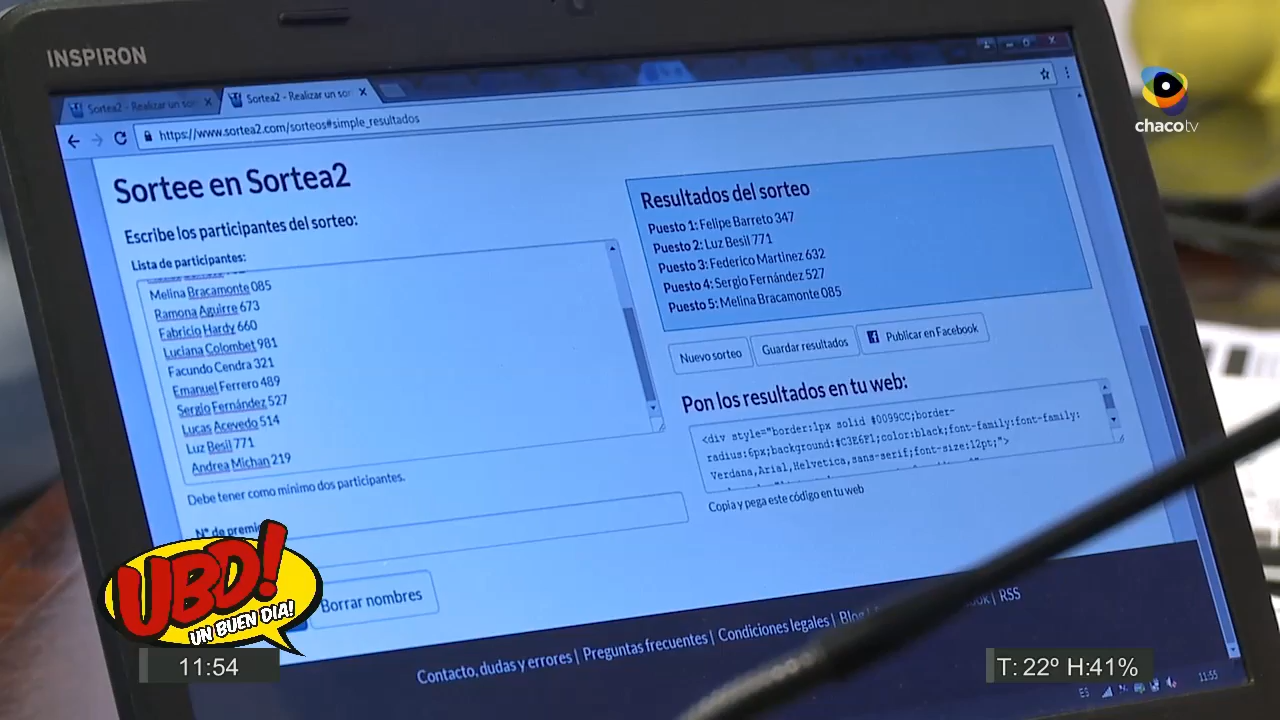 INSPIRON
Sortea2 - Realizar un sor
Sortea2 - Realizar un sor
https://www.sortea2.com/sorteos#simple_resultados
chacotv
Sortee en Sortea2
Escribe los participantes del sorteo:
Lista de participantes:
Melina Bracamonte 085
Ramona Aguirre 673
Fabricio Hardy 660
Luciana Colombet 981
Facundo Cendra 321
Emanuel Ferrero 489
Sergio Fernández 527
Lucas Acevedo 514
Luz Besil 771
Andrea Michan 219
Debe tener como mínimo dos participantes.
Nº de premio
Borrar nombres
Resultados del sorteo
Puesto 1: Felipe Barreto 347
Puesto 2: Luz Besil 771
Puesto 3: Federico Martinez 632
Puesto 4: Sergio Fernández 527
Puesto 5: Melina Bracamonte 085
Nuevo sorteo
Guardar resultados
Publicar en Facebook
Pon los resultados en tu web:
<div style="border:1px solid #0099CC;border-
radius:6px;background:#C3E6F1;color:black;font-family:font-family:
Verdana,Arial,Helvetica,sans-serif;font-size:12pt;">
Copia y pega este código en tu web
Contacto, dudas y errores | Preguntas frecuentes | Condiciones legales | Blog | RSS
ES 11:55
UBD!
UN BUEN DIA!
11:54
T: 22º H:41%